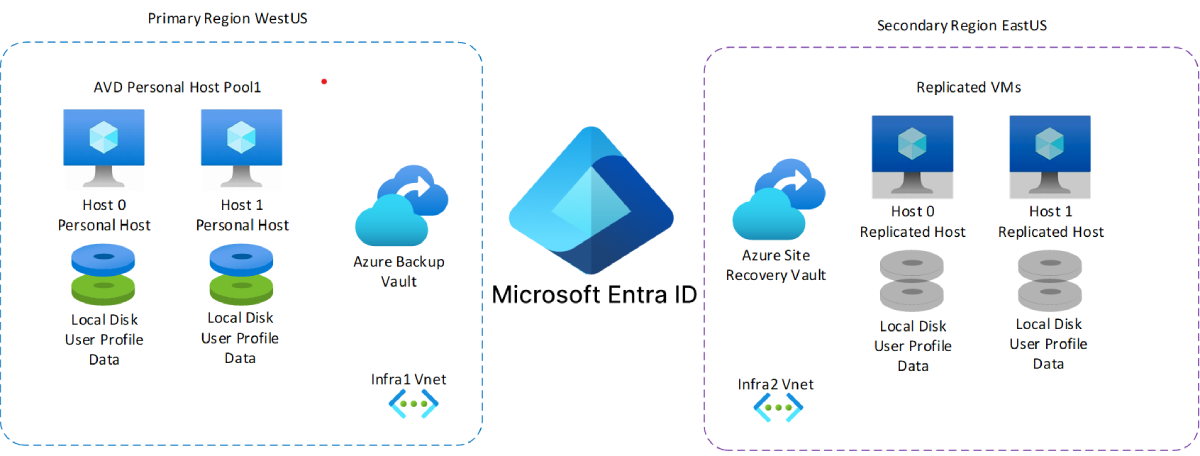 Primary Region WestUS
AVD Personal Host Pool1
Host 0
Personal Host
Host 1
Personal Host
Local Disk
User Profile
Data
Local Disk
User Profile
Data
Azure Backup
Vault
Infra1 Vnet
Microsoft Entra ID
Secondary Region EastUS
Replicated VMs
Azure Site
Recovery Vault
Host 0
Replicated Host
Host 1
Replicated Host
Local Disk
User Profile
Data
Local Disk
User Profile
Data
Infra2 Vnet